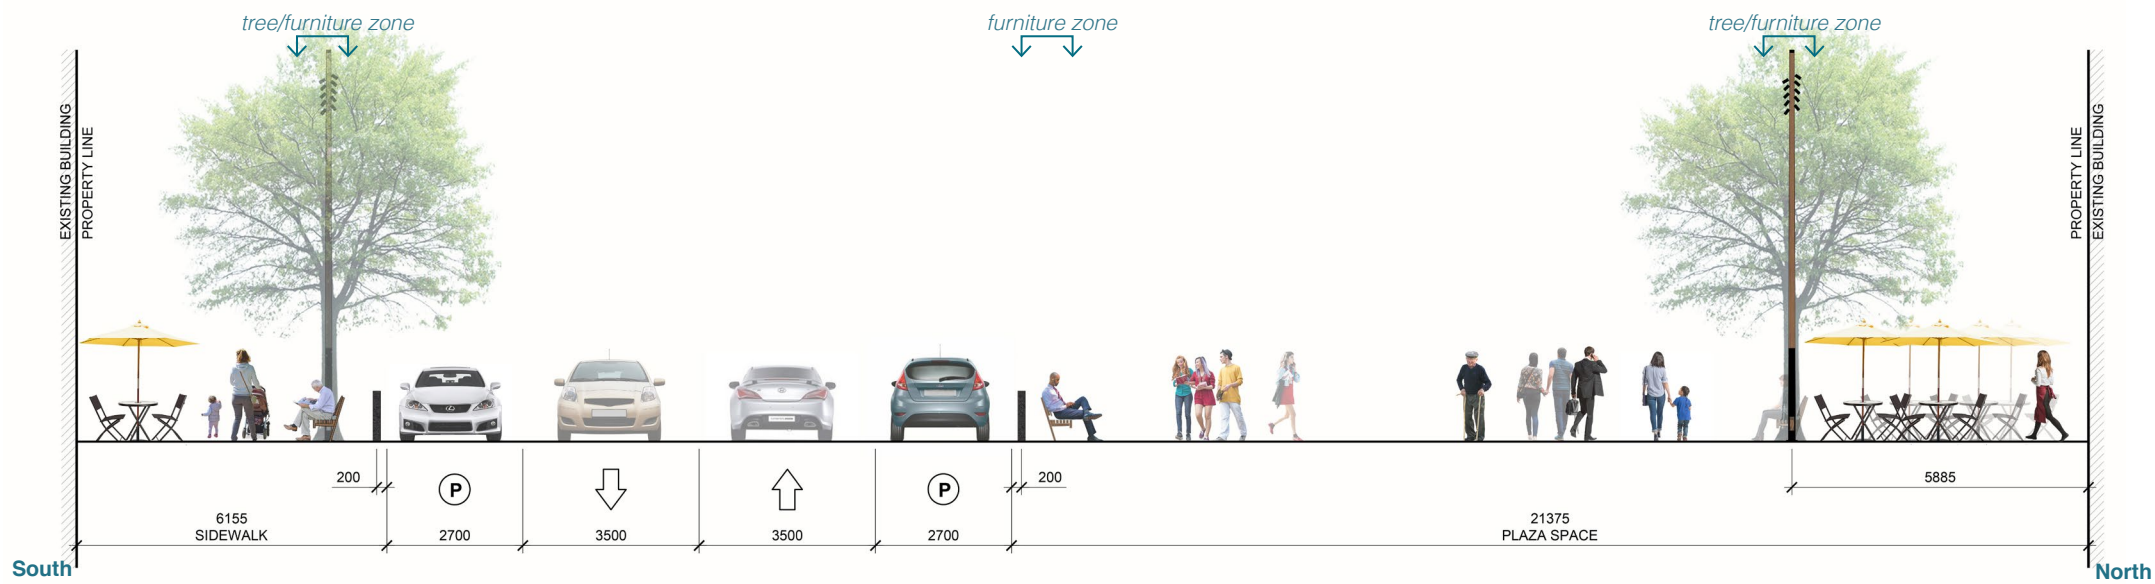 tree/furniture zone
furniture zone
tree/furniture zone
EXISTING BUILDING
PROPERTY LINE
PROPERTY LINE
EXISTING BUILDING
200
P
P
200
5885
6155
SIDEWALK
2700
3500
3500
2700
21375
PLAZA SPACE
South
North